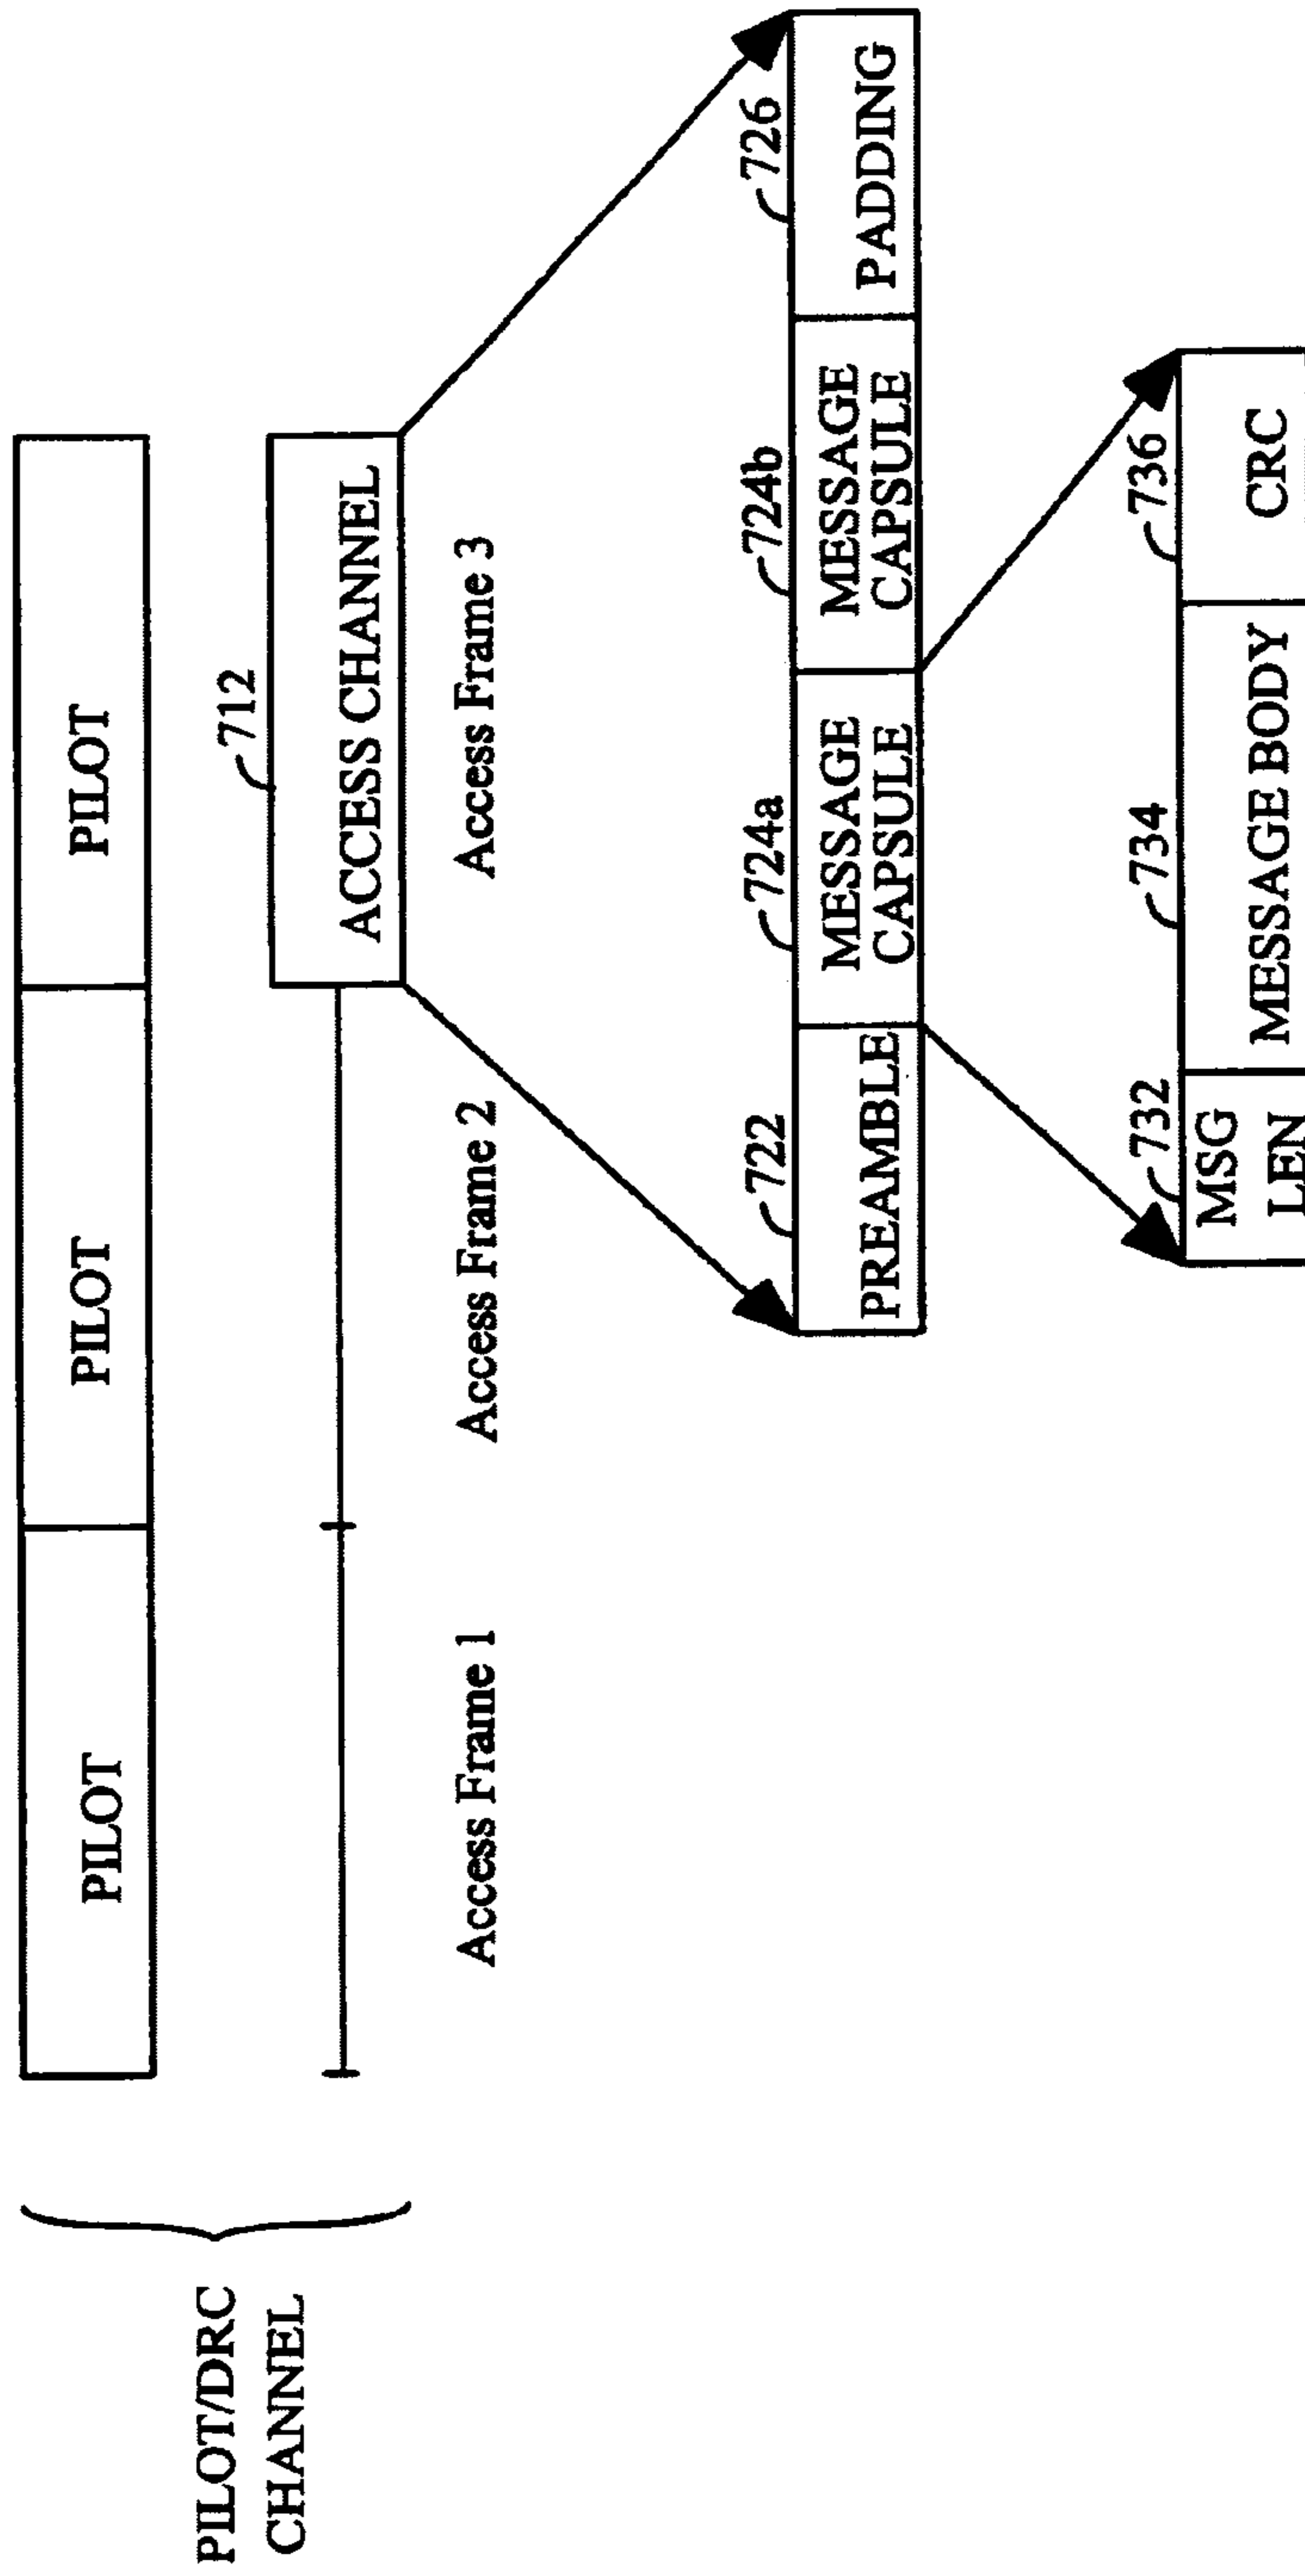 PILOT/DRC
CHANNEL
PILOT
PILOT
PILOT
712
ACCESS CHANNEL
Access Frame 1
Access Frame 2
Access Frame 3
722
724a
724b
726
PREAMBLE
MESSAGE
CAPSULE
MESSAGE
CAPSULE
PADDING
732
734
736
MSG
LEN
MESSAGE BODY
CRC